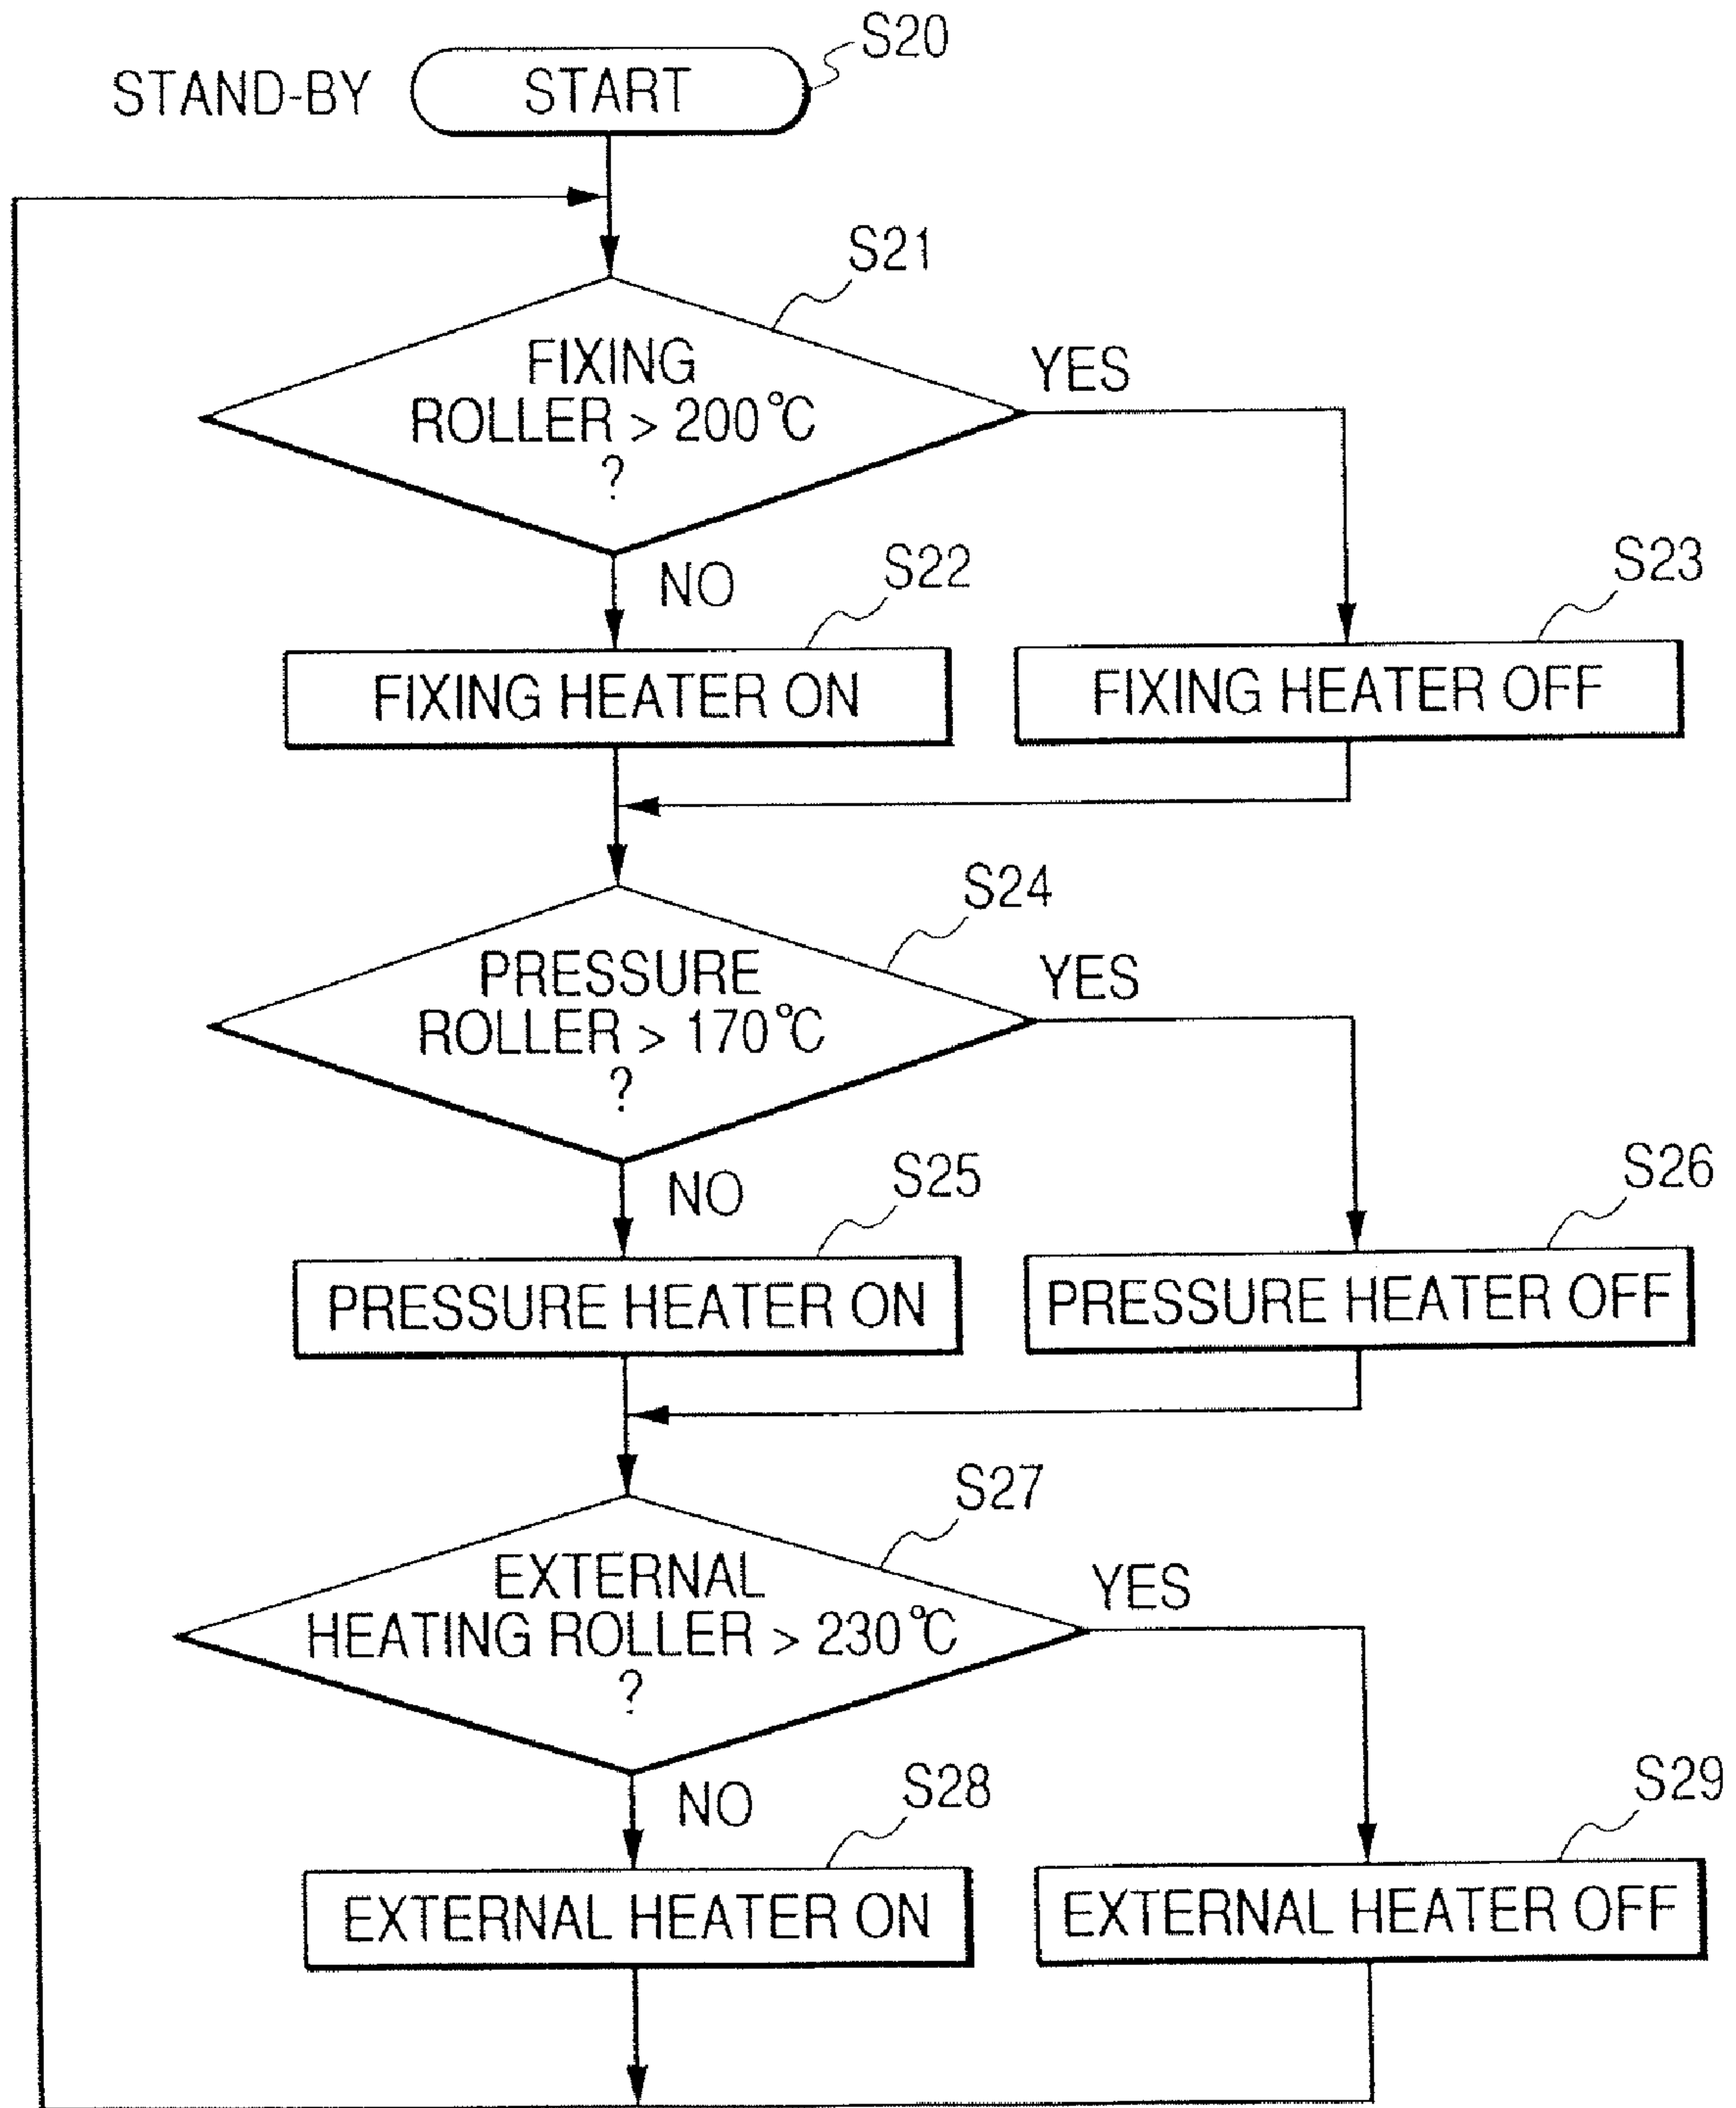 S20
STAND-BY START
S21
FIXING
ROLLER > 200°C
?
YES
NO
S22
S23
FIXING HEATER ON
FIXING HEATER OFF
S24
PRESSURE
ROLLER > 170°C
?
YES
NO
S25
S26
PRESSURE HEATER ON
PRESSURE HEATER OFF
S27
EXTERNAL
HEATING ROLLER > 230°C
?
YES
NO
S28
S29
EXTERNAL HEATER ON
EXTERNAL HEATER OFF